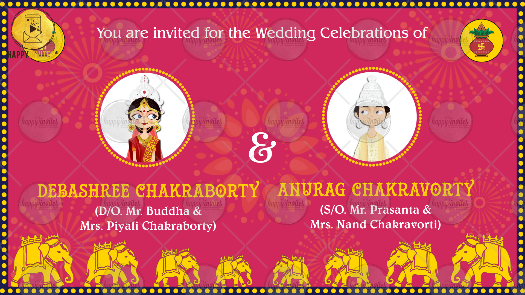 You are invited for the Wedding Celebrations of
HAPPY
&
DEBASHREE CHAKRABORTY
(D/O. Mr. Buddha &
Mrs. Piyali Chakraborty)
ANURAG CHAKRAVORTY
(S/O. Mr. Prasanta &
Mrs. Nand Chakravorti)